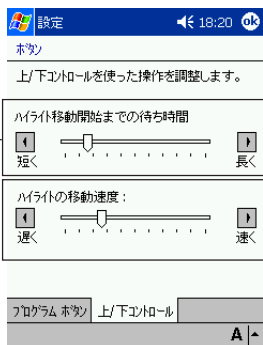 設定 18:20 ok
ボタン
上/下コントロールを使った操作を調整します。
ハイライト移動開始までの待ち時間
短く 長く
ハイライトの移動速度:
遅く 速く
プログラム ボタン 上/下コントロール
A